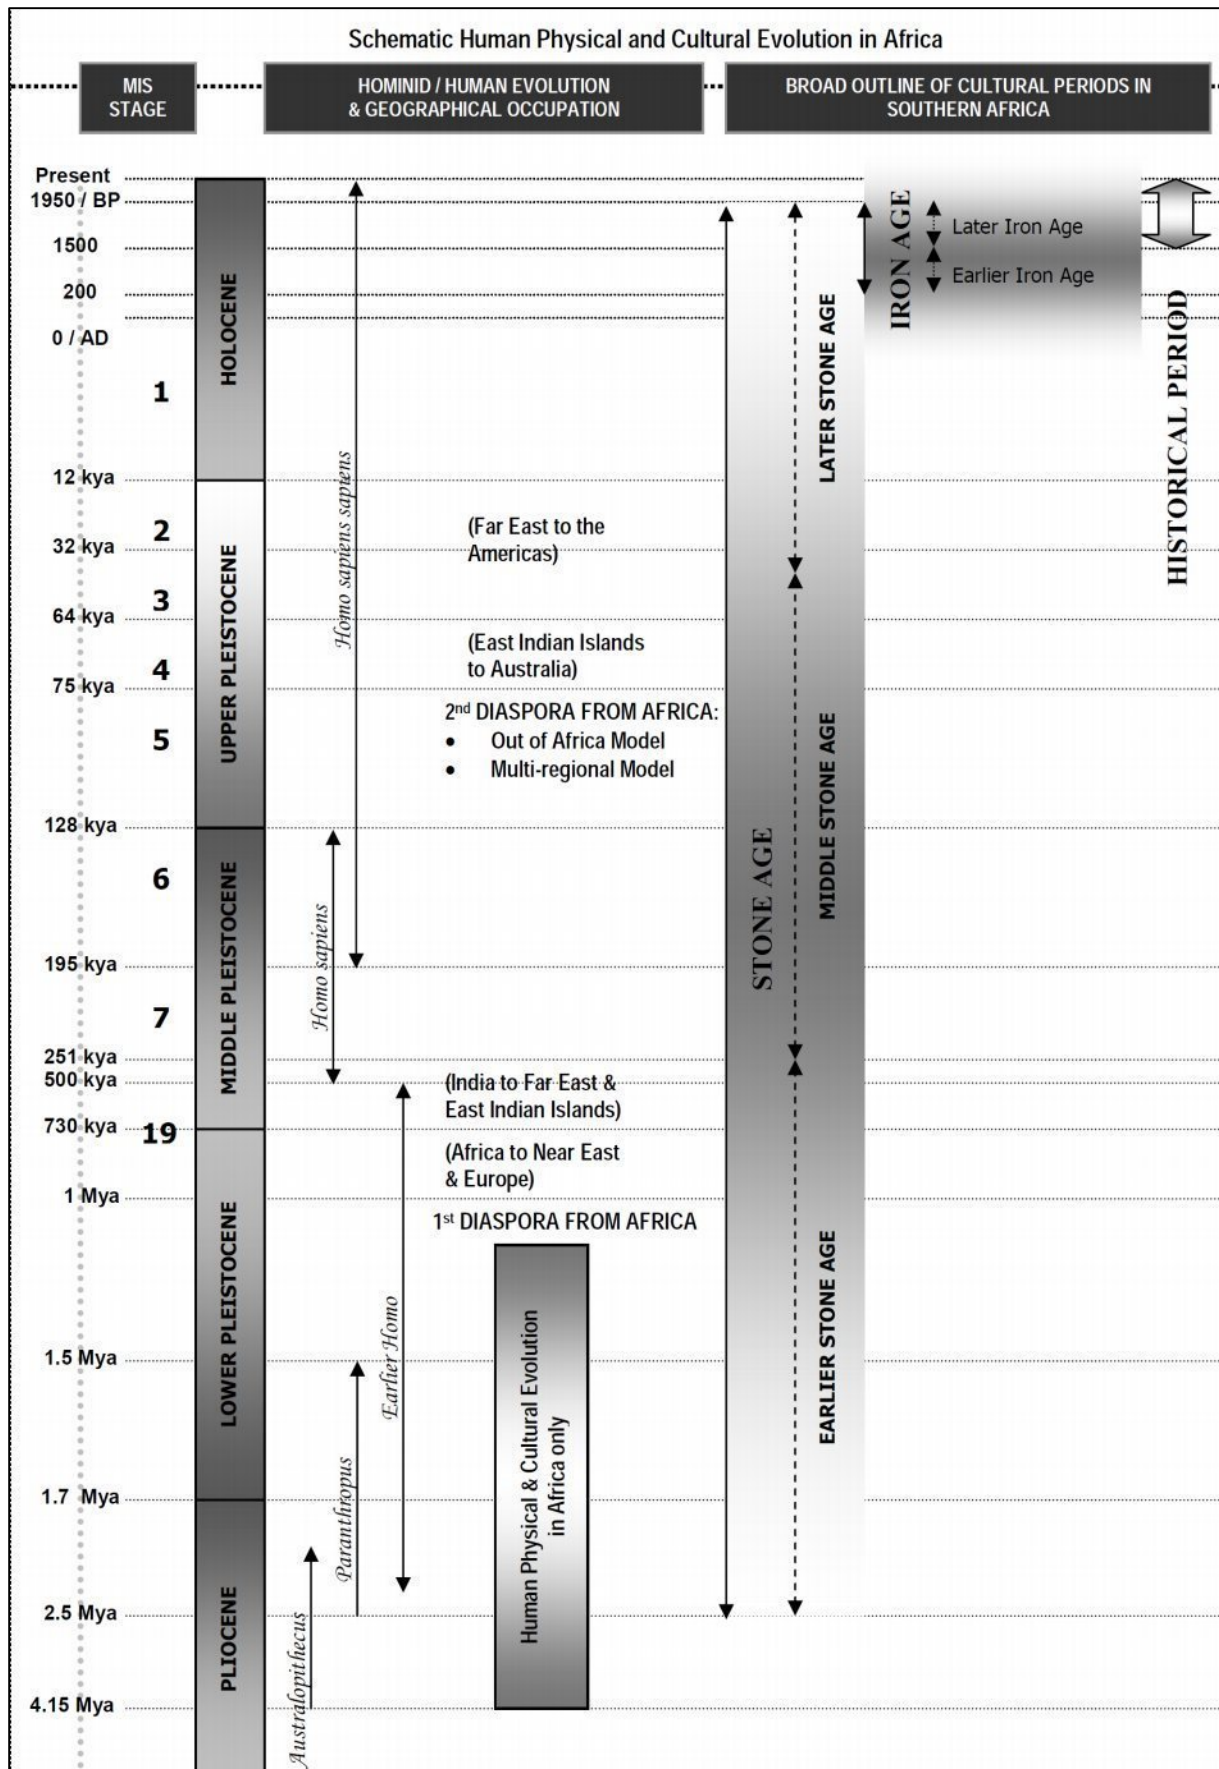 Schematic Human Physical and Cultural Evolution in Africa
MIS
STAGE
HOMINID / HUMAN EVOLUTION
& GEOGRAPHICAL OCCUPATION
BROAD OUTLINE OF CULTURAL PERIODS IN
SOUTHERN AFRICA
Present
1950 / BP
1500
200
0 / AD
1
12 kya
2
32 kya
3
64 kya
4
75 kya
5
128 kya
6
195 kya
7
251 kya
500 kya
730 kya
19
1 Mya
1.5 Mya
1.7 Mya
2.5 Mya
4.15 Mya
HOLOCENE
UPPER PLEISTOCENE
MIDDLE PLEISTOCENE
LOWER PLEISTOCENE
PLIOCENE
Homo sapiens sapiens
Homo sapiens
Earlier Homo
Paranthropus
Australopithecus
(Far East to the
Americas)
(East Indian Islands
to Australia)
2nd DIASPORA FROM AFRICA:
• Out of Africa Model
• Multi-regional Model
(India to Far East &
East Indian Islands)
(Africa to Near East
& Europe)
1st DIASPORA FROM AFRICA
Human Physical & Cultural Evolution
in Africa only
STONE AGE
LATER STONE AGE
MIDDLE STONE AGE
EARLIER STONE AGE
IRON AGE
Later Iron Age
Earlier Iron Age
HISTORICAL PERIOD